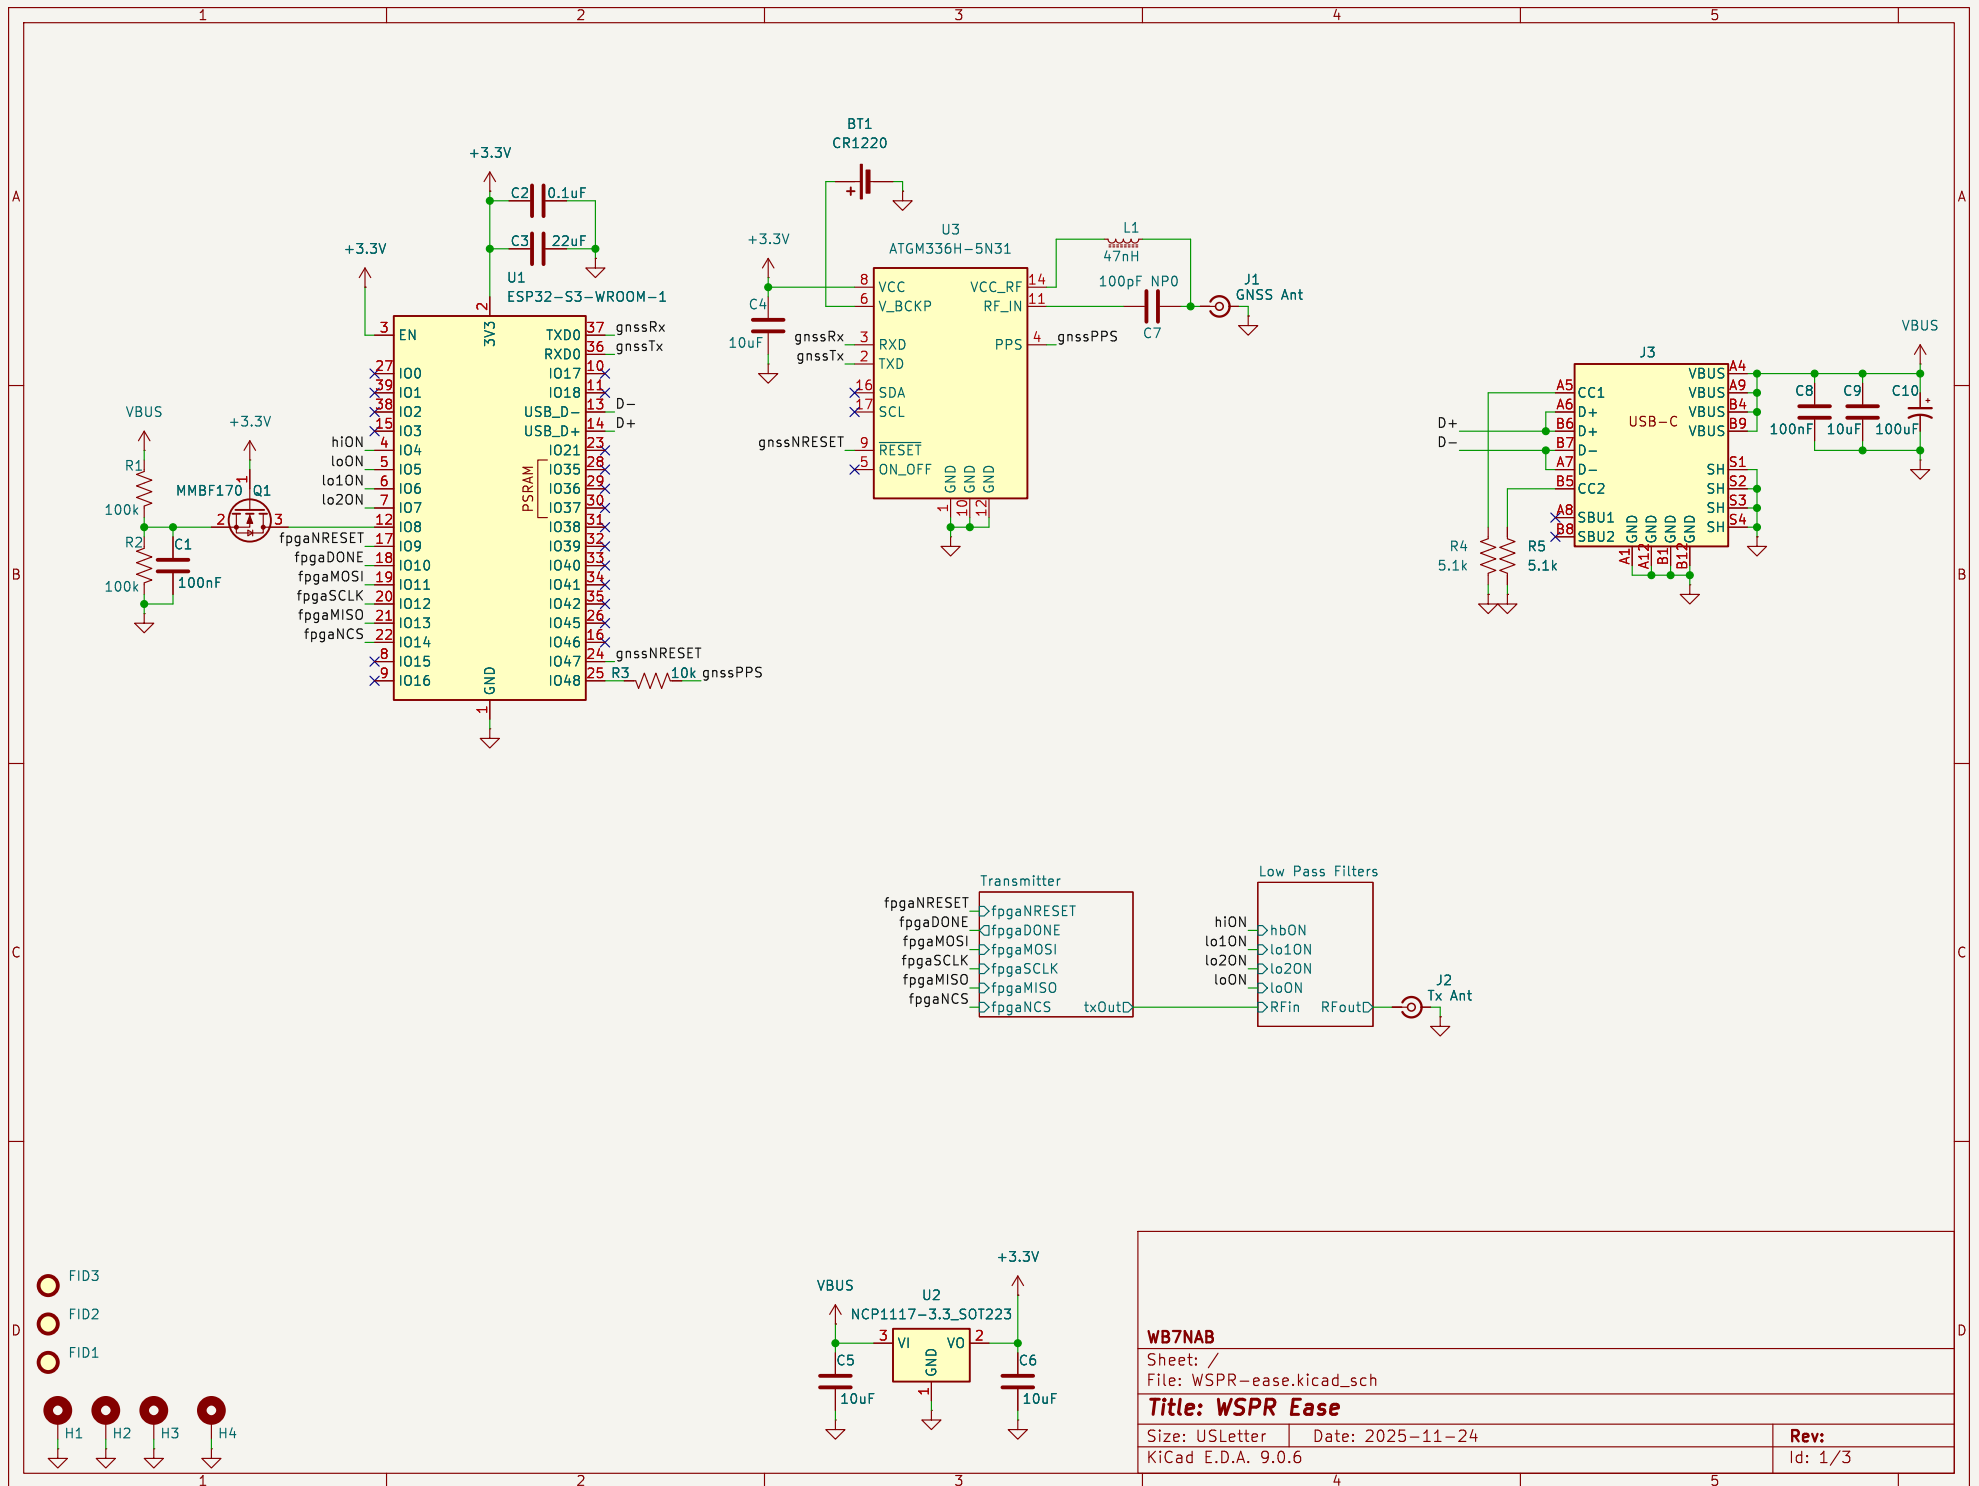 1 2 3 4 5
A A
B B
C C
D D
1 2 3 4 5
+3.3V
C2 0.1uF
C3 22uF
+3.3V
U1
ESP32-S3-WROOM-1
2
3V3
3 EN
27 IO0
39 IO1
38 IO2
15 IO3
hiON 4 IO4
loON 5 IO5
lo1ON 6 IO6
lo2ON 7 IO7
12 IO8
fpgaNRESET 17 IO9
fpgaDONE 18 IO10
fpgaMOSI 19 IO11
fpgaSCLK 20 IO12
fpgaMISO 21 IO13
fpgaNCS 22 IO14
8 IO15
9 IO16
PSRAM
TXD0 37 gnssRx
RXD0 36 gnssTx
IO17 10
IO18 11
USB_D- 13 D-
USB_D+ 14 D+
IO21 23
IO35 28
IO36 29
IO37 30
IO38 31
IO39 32
IO40 33
IO41 34
IO42 35
IO45 26
IO46 16
IO47 24 gnssNRESET
IO48 25 R3 10k gnssPPS
GND
1
VBUS
R1
100k
R2
100k
C1
100nF
+3.3V
MMBF170 Q1
1
2 3
BT1
CR1220
+
+3.3V
C4
10uF
U3
ATGM336H-5N31
8 VCC
6 V_BCKP
gnssRx 3 RXD
gnssTx 2 TXD
16 SDA
17 SCL
gnssNRESET 9 RESET
5 ON_OFF
VCC_RF 14
RF_IN 11
PPS 4 gnssPPS
GND GND GND
1 10 12
L1
47nH
100pF NP0
C7
J1
GNSS Ant
J3
USB-C
A5 CC1
A6 D+
D+ B6 D+
D- B7 D-
A7 D-
B5 CC2
A8 SBU1
B8 SBU2
VBUS A4
VBUS A9
VBUS B4
VBUS B9
SH S1
SH S2
SH S3
SH S4
GND GND GND GND
A1 A12 B1 B12
R4
5.1k
R5
5.1k
VBUS
C8
100nF
C9
10uF
C10
+
100uF
Transmitter
fpgaNRESET fpgaNRESET
fpgaDONE fpgaDONE
fpgaMOSI fpgaMOSI
fpgaSCLK fpgaSCLK
fpgaMISO fpgaMISO
fpgaNCS fpgaNCS
txOut
Low Pass Filters
hiON hbON
lo1ON lo1ON
lo2ON lo2ON
loON loON
RFin RFout
J2
Tx Ant
FID3
FID2
FID1
H1 H2 H3 H4
VBUS
+3.3V
U2
NCP1117-3.3_SOT223
3 VI VO 2
GND
1
C5
10uF
C6
10uF
WB7NAB
Sheet: /
File: WSPR-ease.kicad_sch
Title: WSPR Ease
Size: USLetter Date: 2025-11-24 Rev:
KiCad E.D.A. 9.0.6 Id: 1/3